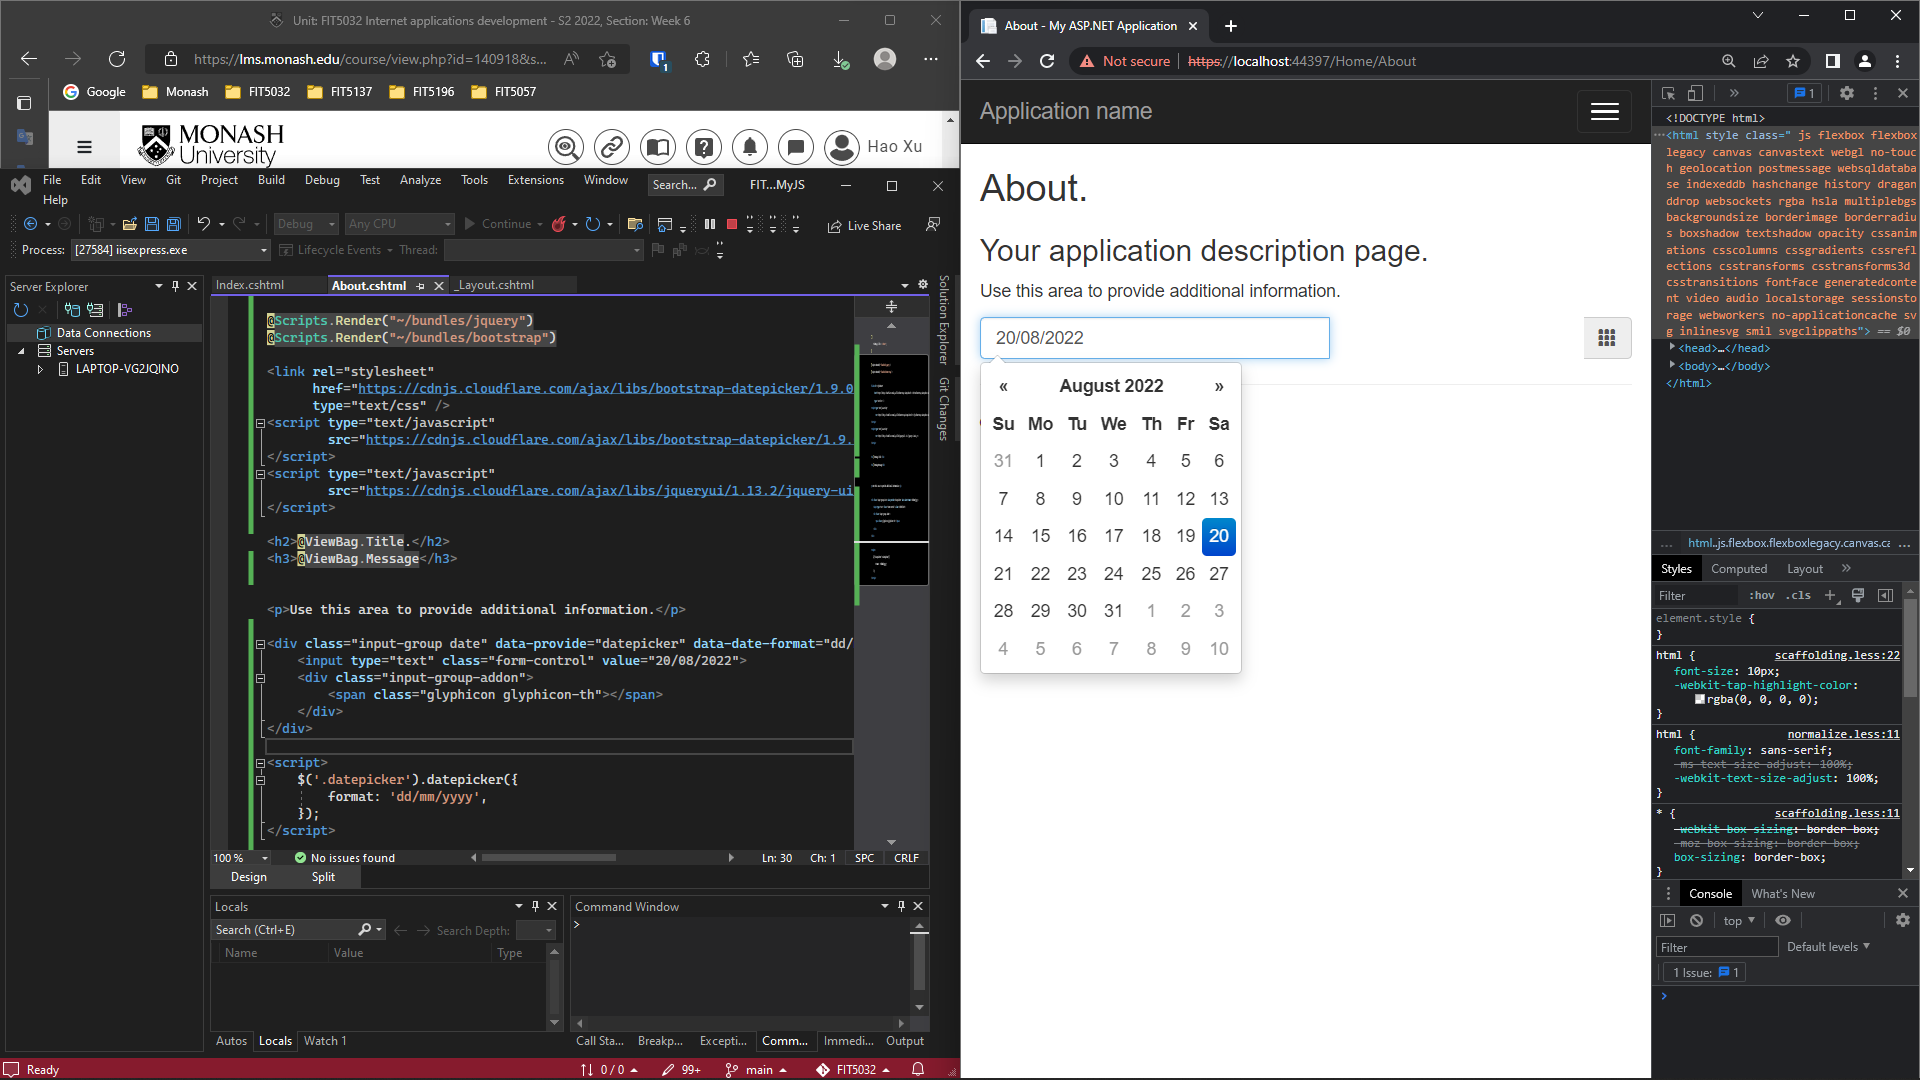 Unit: FIT5032 Internet applications development - S2 2022, Section: Week 6
https://lms.monash.edu/course/view.php?id=140918&s...
Google Monash FIT5032 FIT5137 FIT5196 FIT5057
MONASH University
Hao Xu
File Edit View Git Project Build Debug Test Analyze Tools Extensions Window Search... FIT...MyJS
Help
Debug Any CPU Continue Live Share
Process: [27584] iisexpress.exe Lifecycle Events Thread:
Server Explorer
Data Connections
Servers
LAPTOP-VG2JQINO
Index.cshtml About.cshtml _Layout.cshtml
@Scripts.Render("~/bundles/jquery")
@Scripts.Render("~/bundles/bootstrap")
<link rel="stylesheet"
href="https://cdnjs.cloudflare.com/ajax/libs/bootstrap-datepicker/1.9.0
type="text/css" />
<script type="text/javascript"
src="https://cdnjs.cloudflare.com/ajax/libs/bootstrap-datepicker/1.9.
</script>
<script type="text/javascript"
src="https://cdnjs.cloudflare.com/ajax/libs/jqueryui/1.13.2/jquery-ui
</script>
<h2>@ViewBag.Title.</h2>
<h3>@ViewBag.Message</h3>
<p>Use this area to provide additional information.</p>
<div class="input-group date" data-provide="datepicker" data-date-format="dd/
<input type="text" class="form-control" value="20/08/2022">
<div class="input-group-addon">
<span class="glyphicon glyphicon-th"></span>
</div>
</div>
<script>
$('.datepicker').datepicker({
format: 'dd/mm/yyyy',
});
</script>
100 % No issues found Ln: 30 Ch: 1 SPC CRLF
Design Split
Solution Explorer
Git Changes
Locals
Search (Ctrl+E) Search Depth:
Name Value Type
Autos Locals Watch 1
Command Window
>
Call Sta... Breakp... Excepti... Comm... Immedi... Output
Ready 0 / 0 99+ main FIT5032
About - My ASP.NET Application
Not secure https://localhost:44397/Home/About
Application name
About.
Your application description page.
Use this area to provide additional information.
20/08/2022
« August 2022 »
Su Mo Tu We Th Fr Sa
31 1 2 3 4 5 6
7 8 9 10 11 12 13
14 15 16 17 18 19 20
21 22 23 24 25 26 27
28 29 30 31 1 2 3
4 5 6 7 8 9 10
1
<!DOCTYPE html>
<html style class=" js flexbox flexbox
legacy canvas canvastext webgl no-touc
h geolocation postmessage websqldataba
se indexeddb hashchange history dragan
ddrop websockets rgba hsla multiplebgs
backgroundsize borderimage borderradiu
s boxshadow textshadow opacity cssanim
ations csscolumns cssgradients cssrefl
ections csstransforms csstransforms3d
csstransitions fontface generatedconte
nt video audio localstorage sessionsto
rage webworkers no-applicationcache sv
g inlinesvg smil svgclippaths"> == $0
<head>…</head>
<body>…</body>
</html>
... html.js.flexbox.flexboxlegacy.canvas.ca ...
Styles Computed Layout
Filter :hov .cls
element.style {
}
html { scaffolding.less:22
font-size: 10px;
-webkit-tap-highlight-color:
rgba(0, 0, 0, 0);
}
html { normalize.less:11
font-family: sans-serif;
-ms-text-size-adjust: 100%;
-webkit-text-size-adjust: 100%;
}
* { scaffolding.less:11
-webkit-box-sizing: border-box;
-moz-box-sizing: border-box;
box-sizing: border-box;
}
Console What's New
top
Filter Default levels
1 Issue: 1